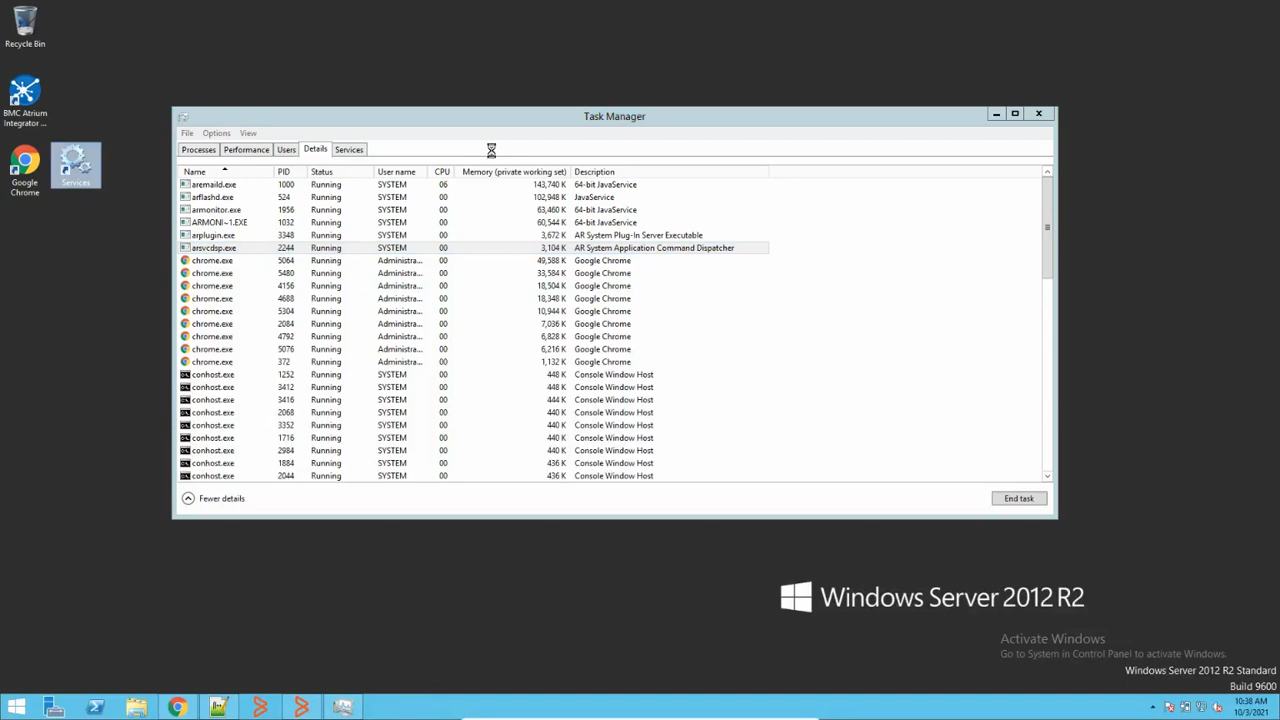 Recycle Bin
BMC Atrium
Integrator ...
Google
Chrome
Services
Task Manager
File Options View
Processes Performance Users Details Services
Name PID Status User name CPU Memory (private working set) Description
aremaild.exe 1000 Running SYSTEM 06 143,740 K 64-bit JavaService
arflashd.exe 524 Running SYSTEM 00 102,948 K JavaService
armonitor.exe 1956 Running SYSTEM 00 63,460 K 64-bit JavaService
ARMONI~1.EXE 1032 Running SYSTEM 00 60,544 K 64-bit JavaService
arplugin.exe 3348 Running SYSTEM 00 3,672 K AR System Plug-In Server Executable
arsvcdsp.exe 2244 Running SYSTEM 00 3,104 K AR System Application Command Dispatcher
chrome.exe 5064 Running Administra... 00 49,588 K Google Chrome
chrome.exe 5480 Running Administra... 00 33,584 K Google Chrome
chrome.exe 4156 Running Administra... 00 18,504 K Google Chrome
chrome.exe 4688 Running Administra... 00 18,348 K Google Chrome
chrome.exe 5304 Running Administra... 00 10,944 K Google Chrome
chrome.exe 2084 Running Administra... 00 7,036 K Google Chrome
chrome.exe 4792 Running Administra... 00 6,828 K Google Chrome
chrome.exe 5076 Running Administra... 00 6,216 K Google Chrome
chrome.exe 372 Running Administra... 00 1,132 K Google Chrome
conhost.exe 1252 Running SYSTEM 00 448 K Console Window Host
conhost.exe 3412 Running SYSTEM 00 448 K Console Window Host
conhost.exe 3416 Running SYSTEM 00 444 K Console Window Host
conhost.exe 2068 Running SYSTEM 00 440 K Console Window Host
conhost.exe 3352 Running SYSTEM 00 440 K Console Window Host
conhost.exe 1716 Running SYSTEM 00 440 K Console Window Host
conhost.exe 2984 Running SYSTEM 00 440 K Console Window Host
conhost.exe 1884 Running SYSTEM 00 436 K Console Window Host
conhost.exe 2044 Running SYSTEM 00 436 K Console Window Host
Fewer details
End task
Windows Server 2012 R2
Activate Windows
Go to System in Control Panel to activate Windows.
Windows Server 2012 R2 Standard
Build 9600
10:38 AM
10/3/2021